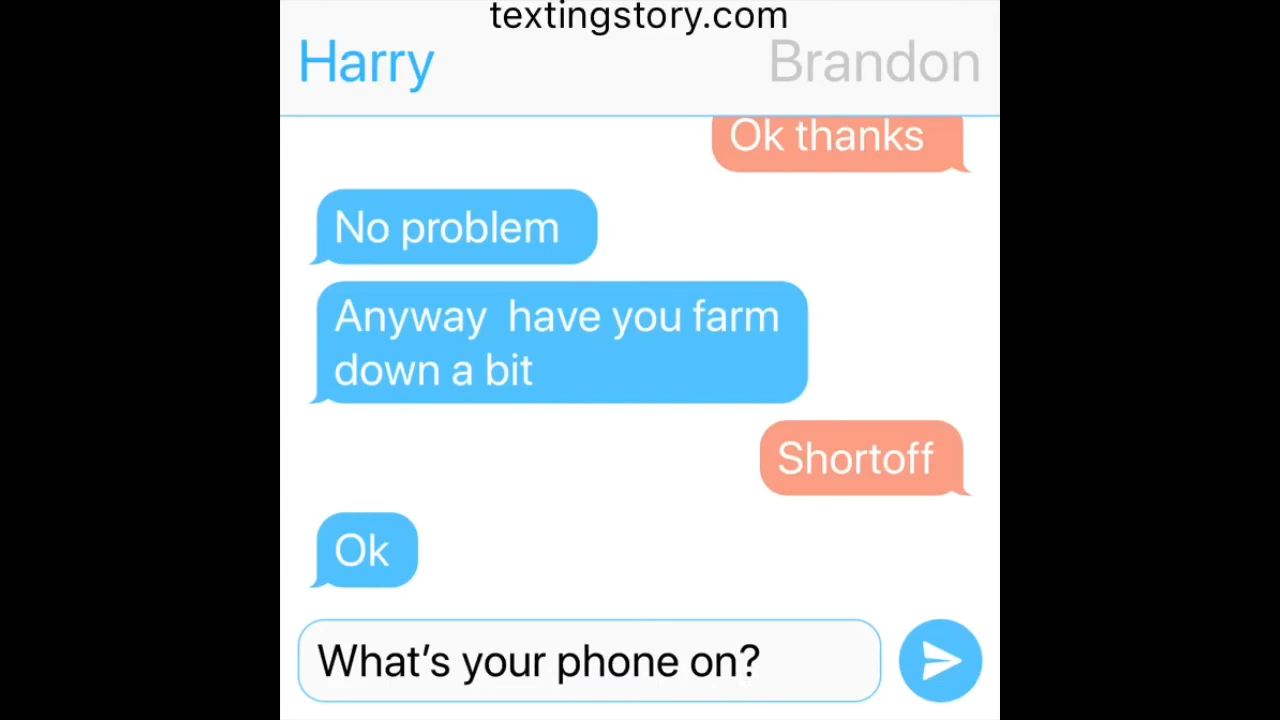 textingstory.com
Harry
Brandon
Ok thanks
No problem
Anyway  have you farm
down a bit
Shortoff
Ok
What’s your phone on?